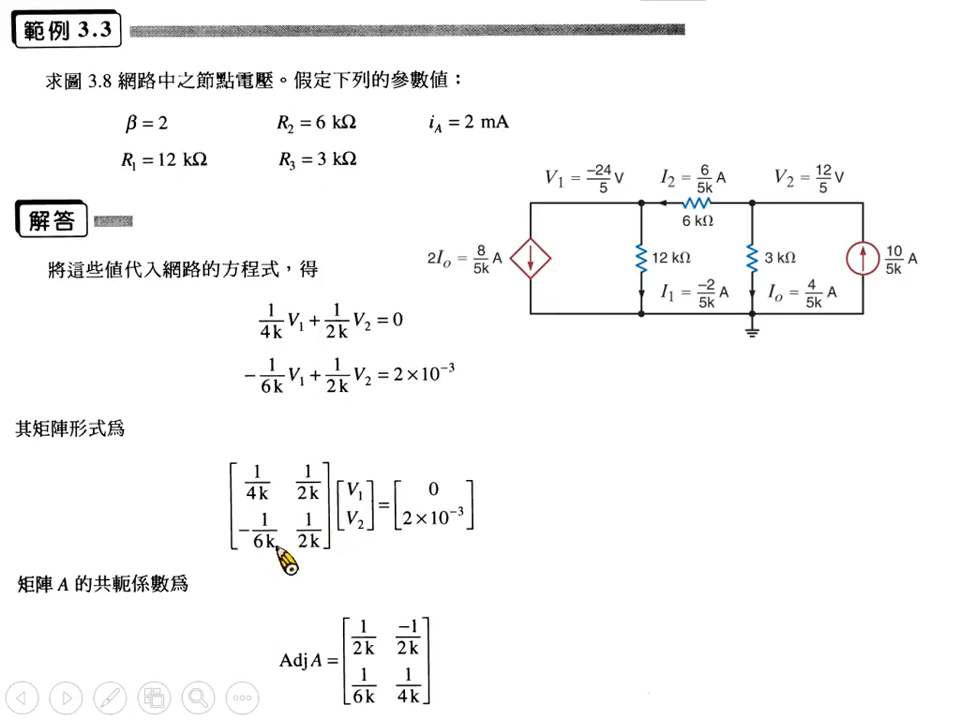 範例 3.3
求圖 3.8 網路中之節點電壓。假定下列的參數值：
β = 2 R₂ = 6 kΩ i_A = 2 mA
R₁ = 12 kΩ R₃ = 3 kΩ
V₁ = -24/5 V I₂ = 6/5k A V₂ = 12/5 V
6 kΩ
2I_o = 8/5k A 12 kΩ 3 kΩ 10/5k A
I₁ = -2/5k A I_o = 4/5k A
解答
將這些值代入網路的方程式，得
1/4k V₁ + 1/2k V₂ = 0
- 1/6k V₁ + 1/2k V₂ = 2 × 10⁻³
其矩陣形式為
[ 1/4k 1/2k ] [ V₁ ] = [ 0 ]
[ - 1/6k 1/2k ] [ V₂ ] [ 2 × 10⁻³ ]
矩陣 A 的共軛係數為
Adj A = [ 1/2k -1/2k ]
[ 1/6k 1/4k ]